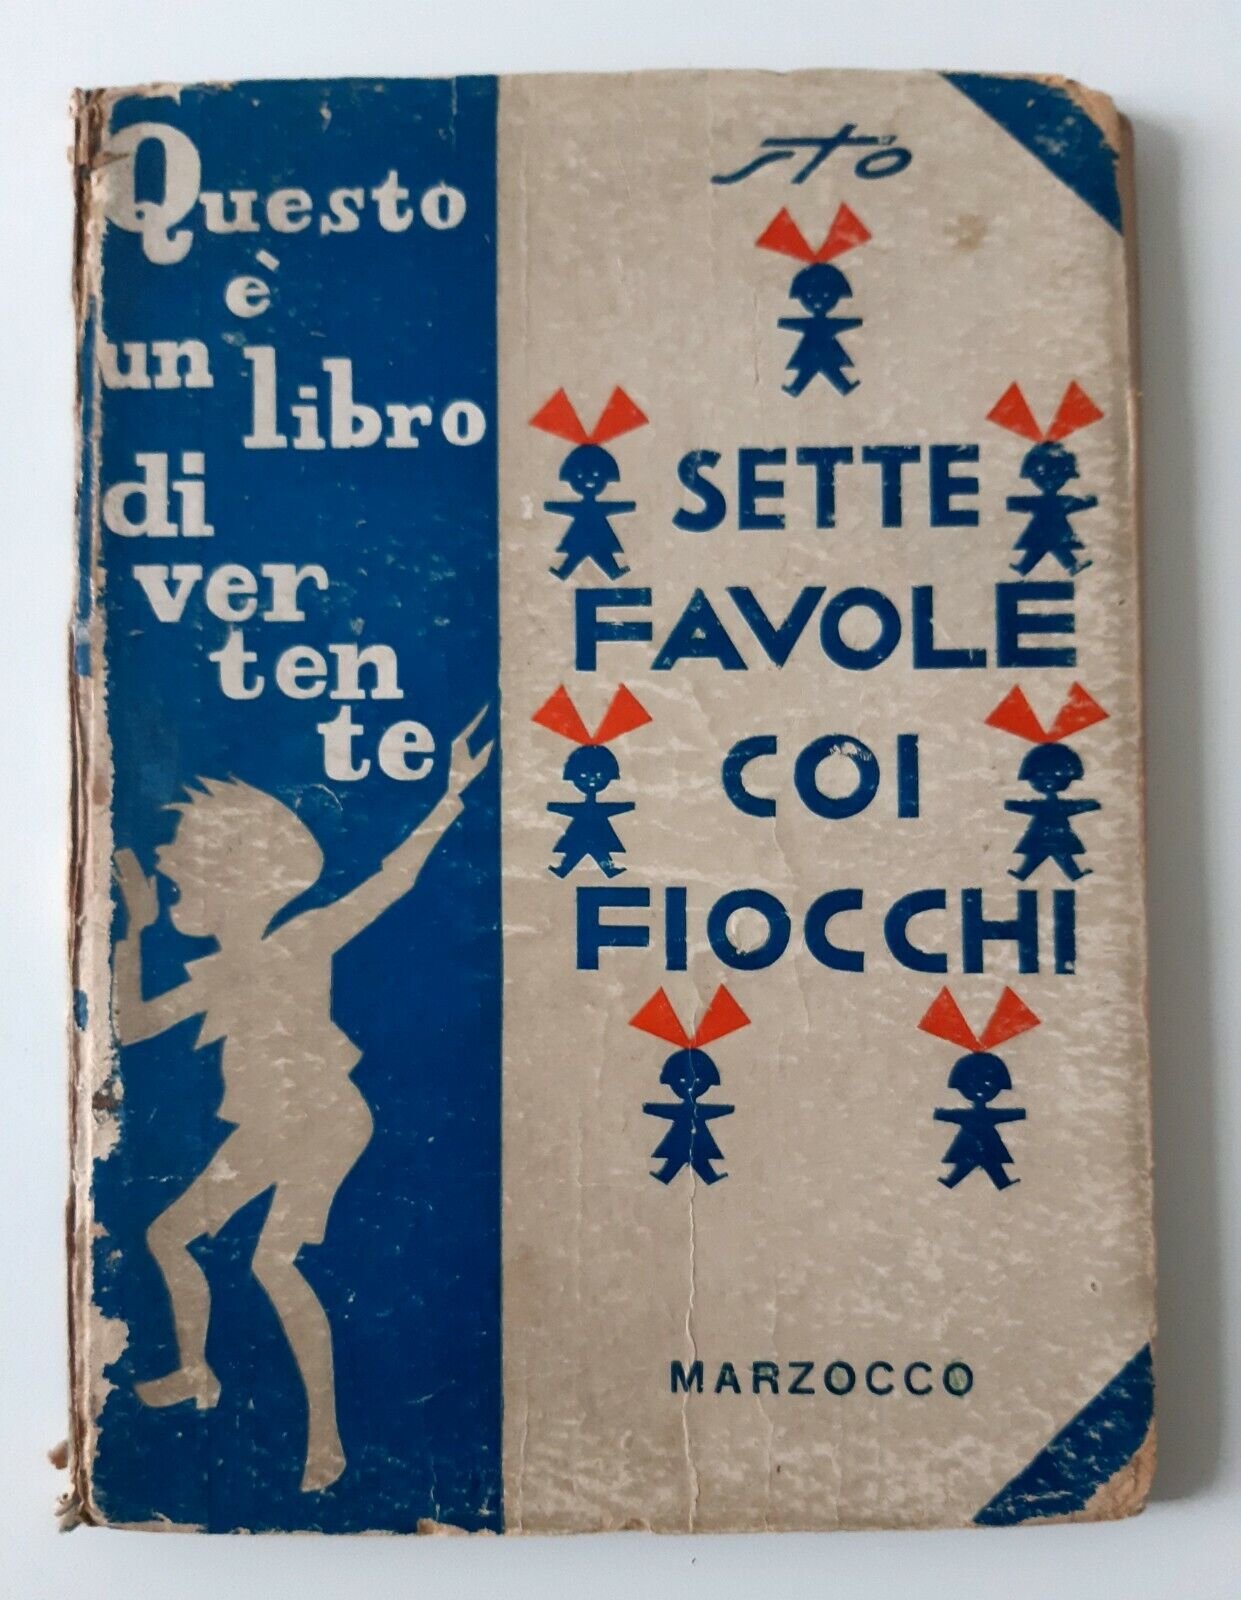 Questo
è
un libro
di
ver
ten
te
sto
SETTE
FAVOLE
COI
FIOCCHI
MARZOCCO